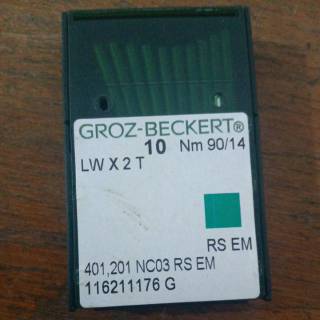 GROZ-BECKERT®
10 Nm 90/14
LW X 2 T
RS EM
401,201 NC03 RS EM
116211176 G